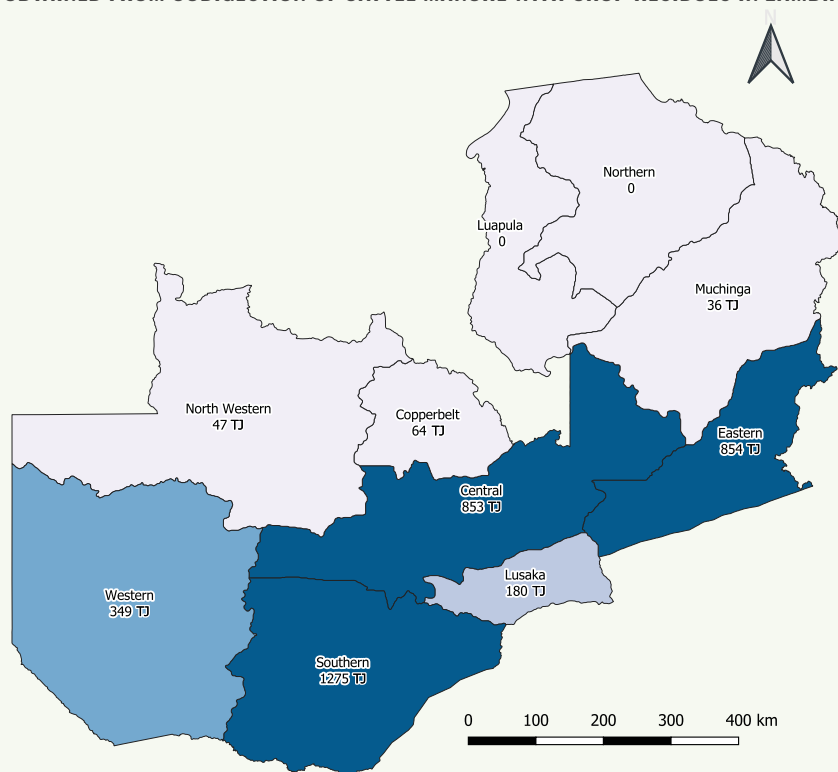 N
Northern
0
Luapula
0
Muchinga
36 TJ
North Western
47 TJ
Copperbelt
64 TJ
Eastern
854 TJ
Central
853 TJ
Lusaka
180 TJ
Western
349 TJ
Southern
1275 TJ
0 100 200 300 400 km